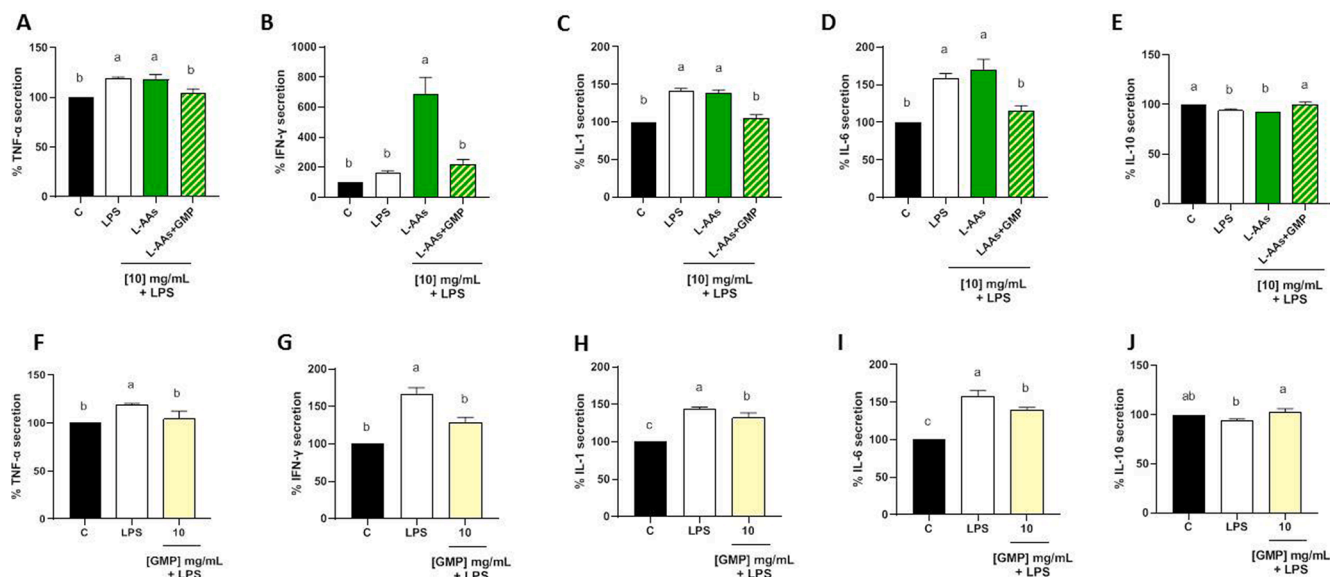 A
% TNF-α secretion
150
100
50
0
b
a
a
b
C
LPS
L-AAs
L-AAs+GMP
[10] mg/mL
+ LPS
B
% IFN-γ secretion
1000
800
600
400
200
0
b
b
a
b
C
LPS
L-AAs
L-AAs+GMP
[10] mg/mL
+ LPS
C
% IL-1 secretion
200
150
100
50
0
b
a
a
b
C
LPS
L-AAs
L-AAs+GMP
[10] mg/mL
+ LPS
D
% IL-6 secretion
200
150
100
50
0
b
a
a
b
C
LPS
L-AAs
LAAs+GMP
[10] mg/mL
+ LPS
E
% IL-10 secretion
150
100
50
0
a
b
b
a
C
LPS
L-AAs
L-AAs+GMP
[10] mg/mL
+ LPS
F
% TNF-α secretion
150
100
50
0
b
a
b
C
LPS
10
[GMP] mg/mL
+ LPS
G
% IFN-γ secretion
200
150
100
50
0
b
a
b
C
LPS
10
[GMP] mg/mL
+ LPS
H
% IL-1 secretion
200
150
100
50
0
c
a
b
C
LPS
10
[GMP] mg/mL
+ LPS
I
% IL-6 secretion
200
150
100
50
0
c
a
b
C
LPS
10
[GMP] mg/mL
+ LPS
J
% IL-10 secretion
150
100
50
0
ab
b
a
C
LPS
10
[GMP] mg/mL
+ LPS